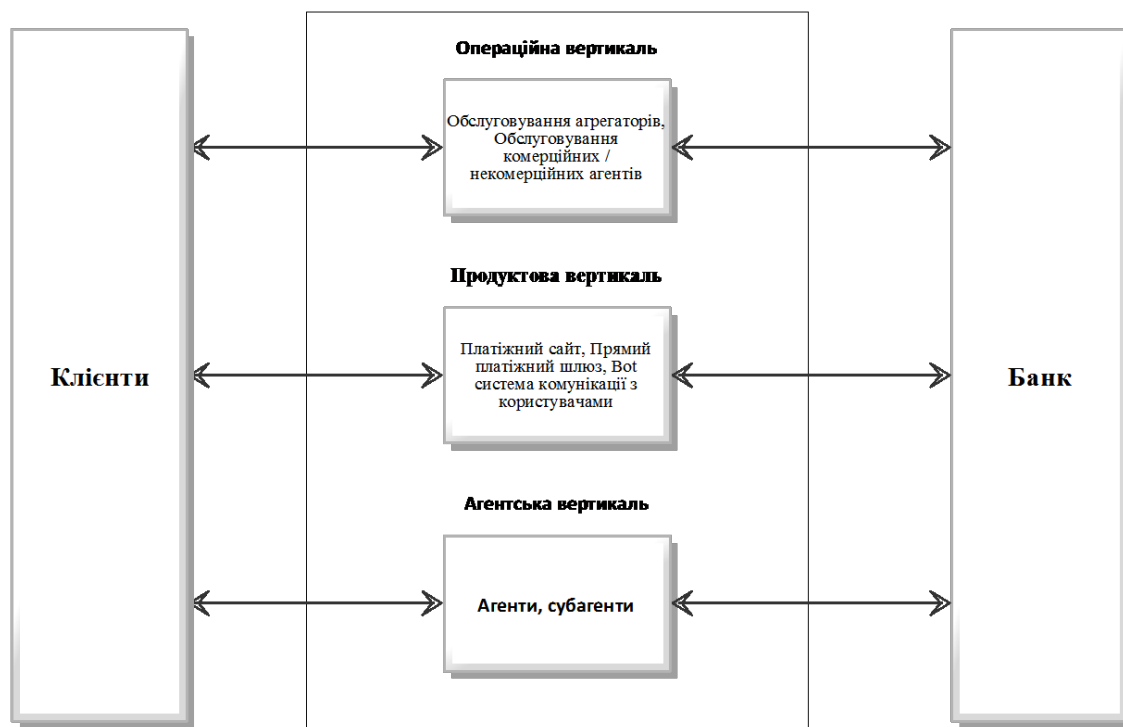 Операційна вертикаль
Обслуговування агрегаторів,
Обслуговування
комерційних /
некомерційних агентів
Продуктова вертикаль
Клієнти
Платіжний сайт, Прямий
платіжний шлюз, Bot
система комунікації з
користувачами
Банк
Агентська вертикаль
Агенти, субагенти